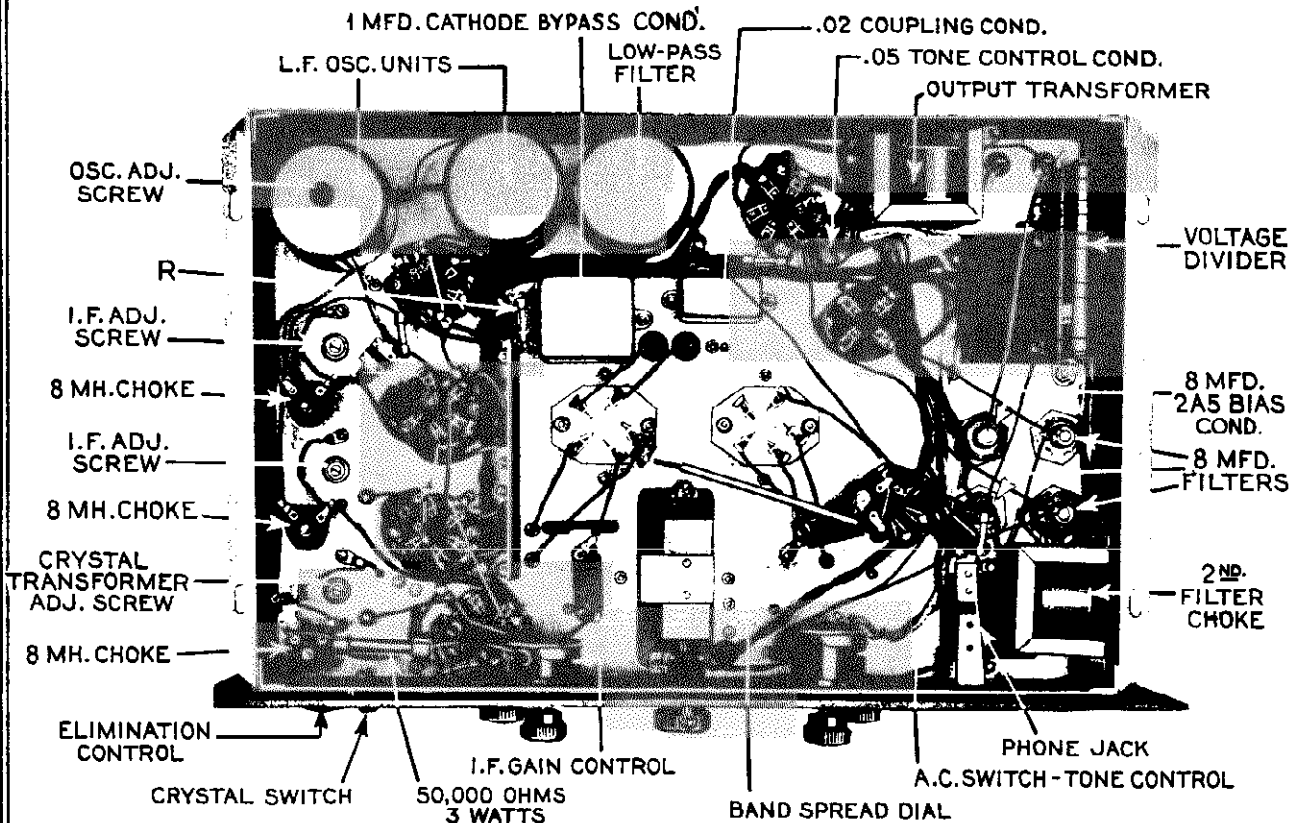 1 MFD. CATHODE BYPASS COND.
.02 COUPLING COND.
L.F. OSC. UNITS
LOW-PASS
FILTER
.05 TONE CONTROL COND.
OUTPUT TRANSFORMER
OSC. ADJ.
SCREW
VOLTAGE
DIVIDER
R
I.F. ADJ.
SCREW
8 MH. CHOKE
8 MFD.
2A5 BIAS
COND.
I.F. ADJ.
SCREW
8 MFD.
FILTERS
8 MH. CHOKE
CRYSTAL
TRANSFORMER
ADJ. SCREW
2ND.
FILTER
CHOKE
8 MH. CHOKE
ELIMINATION
CONTROL
PHONE JACK
I.F. GAIN CONTROL
A.C. SWITCH - TONE CONTROL
CRYSTAL SWITCH
50,000 OHMS
3 WATTS
BAND SPREAD DIAL